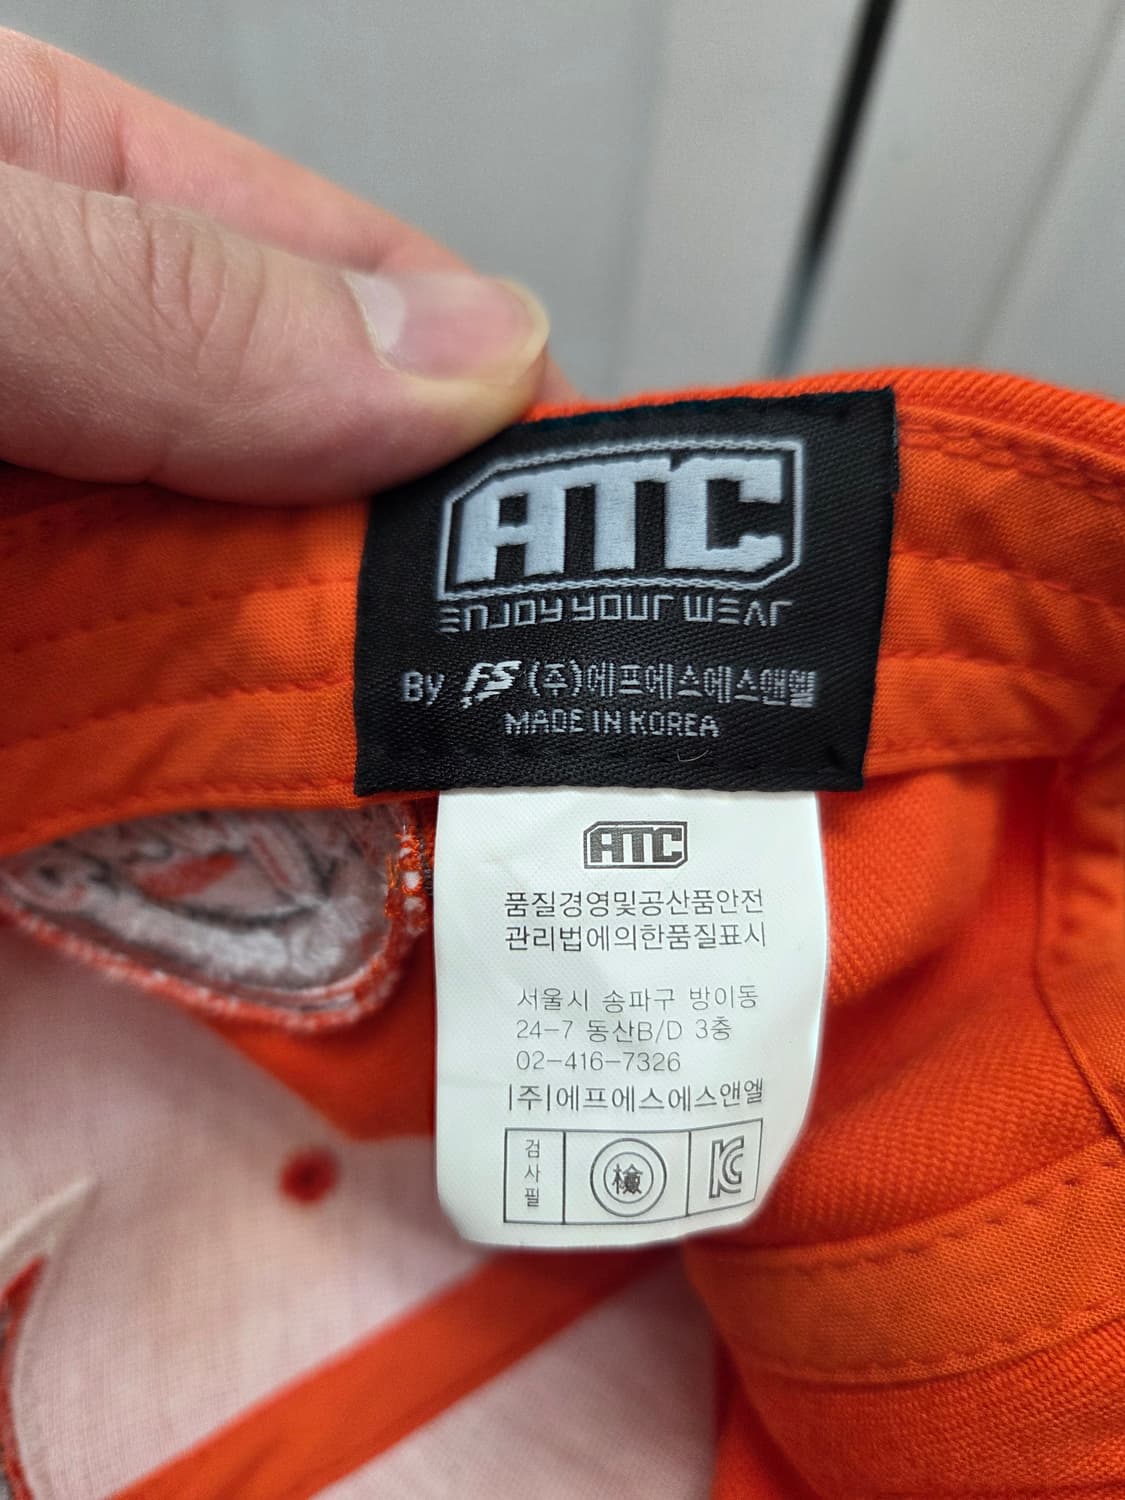 ATC
ENJOY YOUR WEAR
By FS (주)에프에스에스앤엘
MADE IN KOREA
ATC
품질경영및공산품안전
관리법에의한품질표시
서울시 송파구 방이동
24-7 동산B/D 3층
02-416-7326
|주|에프에스에스앤엘
검사필 檢 KC